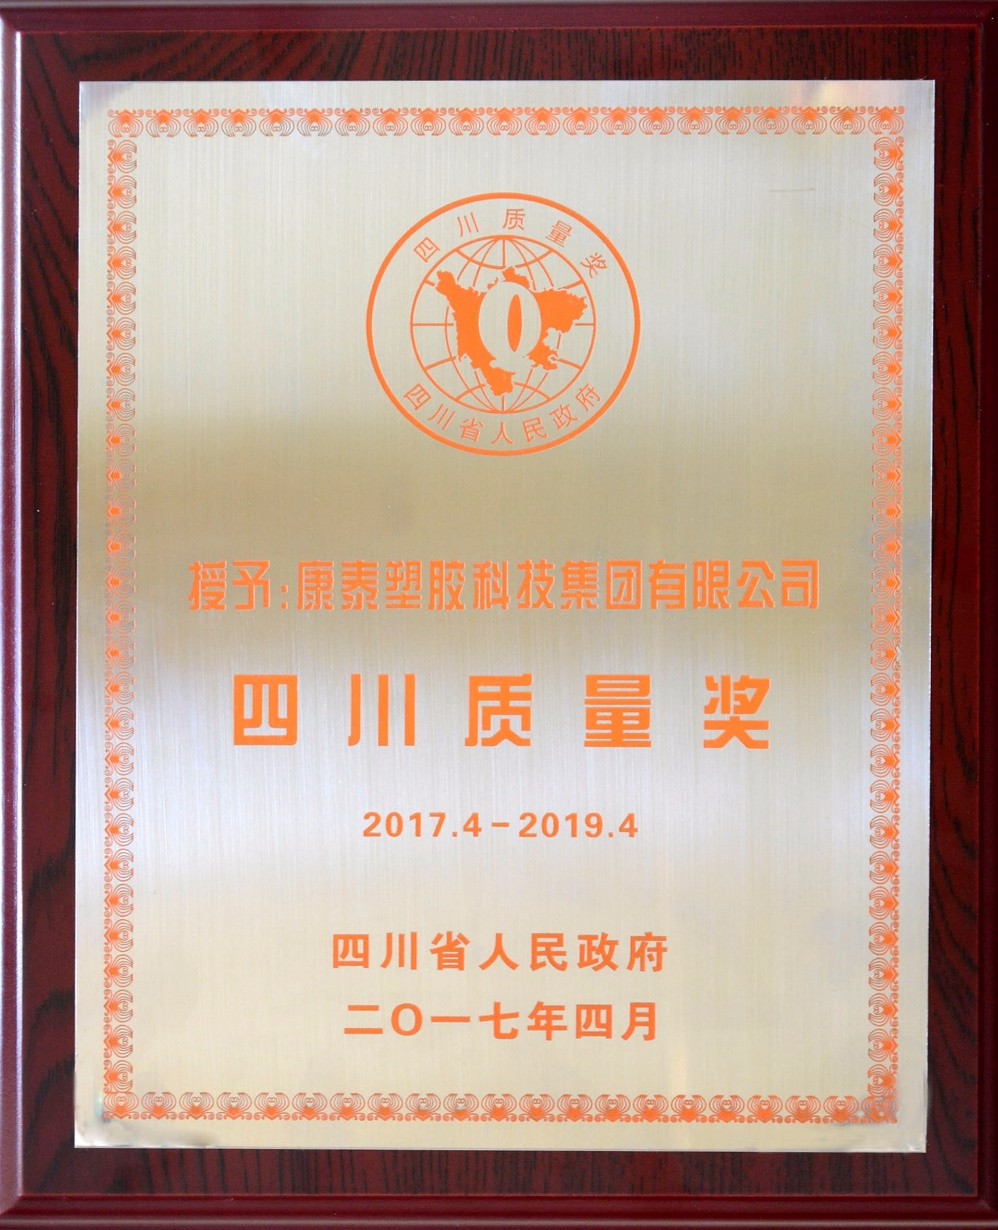 四川质量奖
四川省人民政府
授予:康泰塑胶科技集团有限公司
四川质量奖
2017.4-2019.4
四川省人民政府
二〇一七年四月